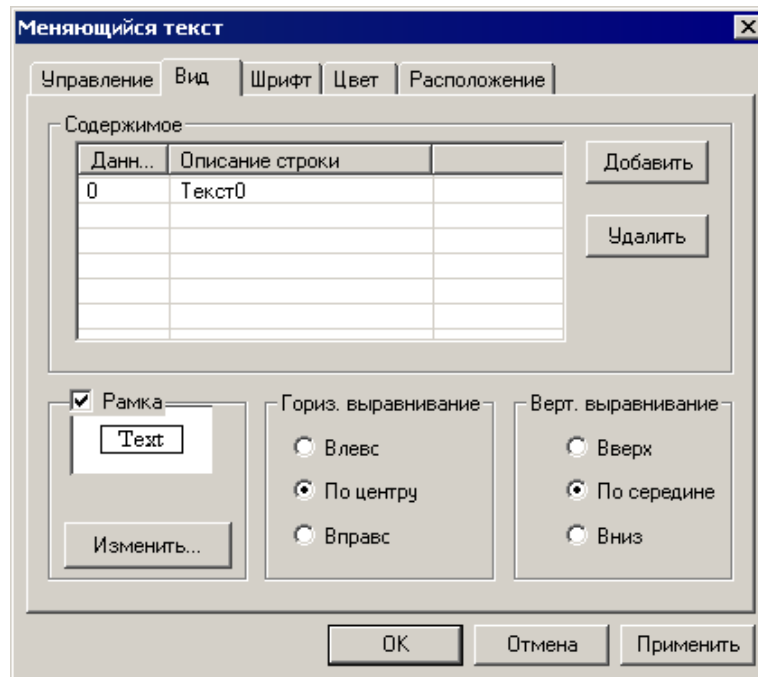 Меняющийся текст
Управление Вид Шрифт Цвет Расположение
Содержимое
Данн... Описание строки
0 Текст0
Добавить
Удалить
Рамка
Text
Изменить...
Гориз. выравнивание
Влевс
По центру
Вправс
Верт. выравнивание
Вверх
По середине
Вниз
OK Отмена Применить